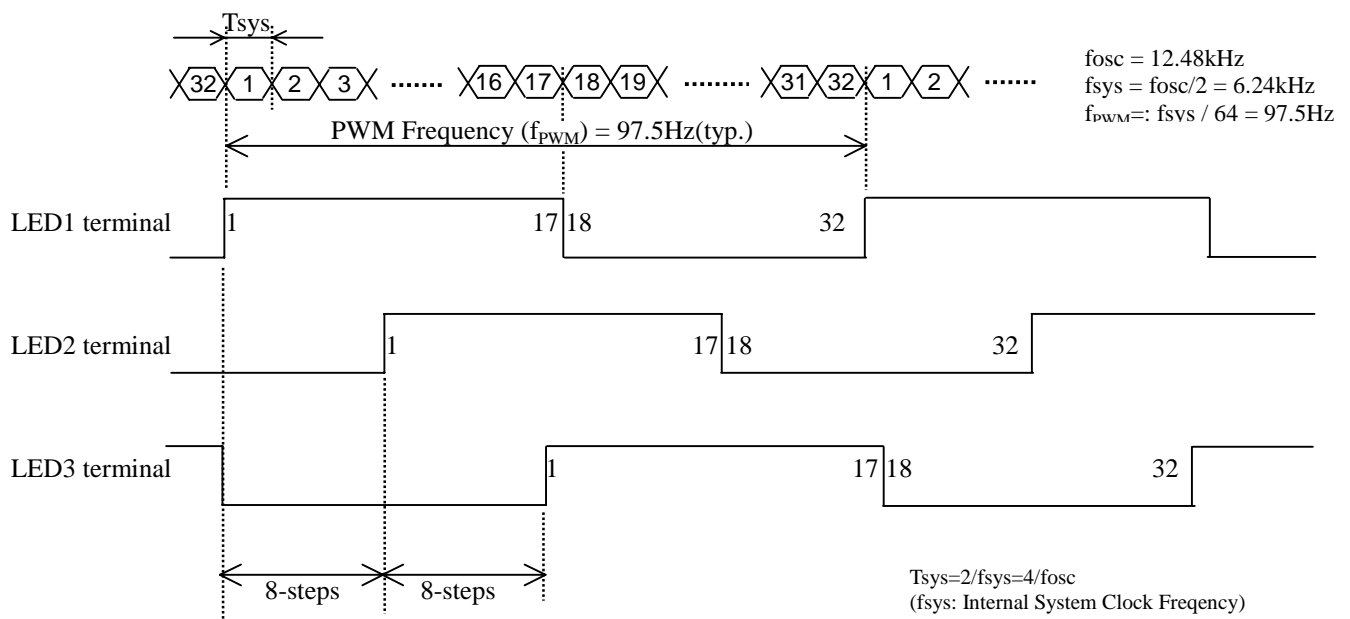 Tsys
32 1 2 3 ······· 16 17 18 19 ········ 31 32 1 2 ·······
fosc = 12.48kHz
fsys = fosc/2 = 6.24kHz
fPWM=: fsys / 64 = 97.5Hz
PWM Frequency (fPWM) = 97.5Hz(typ.)
LED1 terminal 1 17 18 32
LED2 terminal 1 17 18 32
LED3 terminal 1 17 18 32
8-steps 8-steps
Tsys=2/fsys=4/fosc
(fsys: Internal System Clock Freqency)